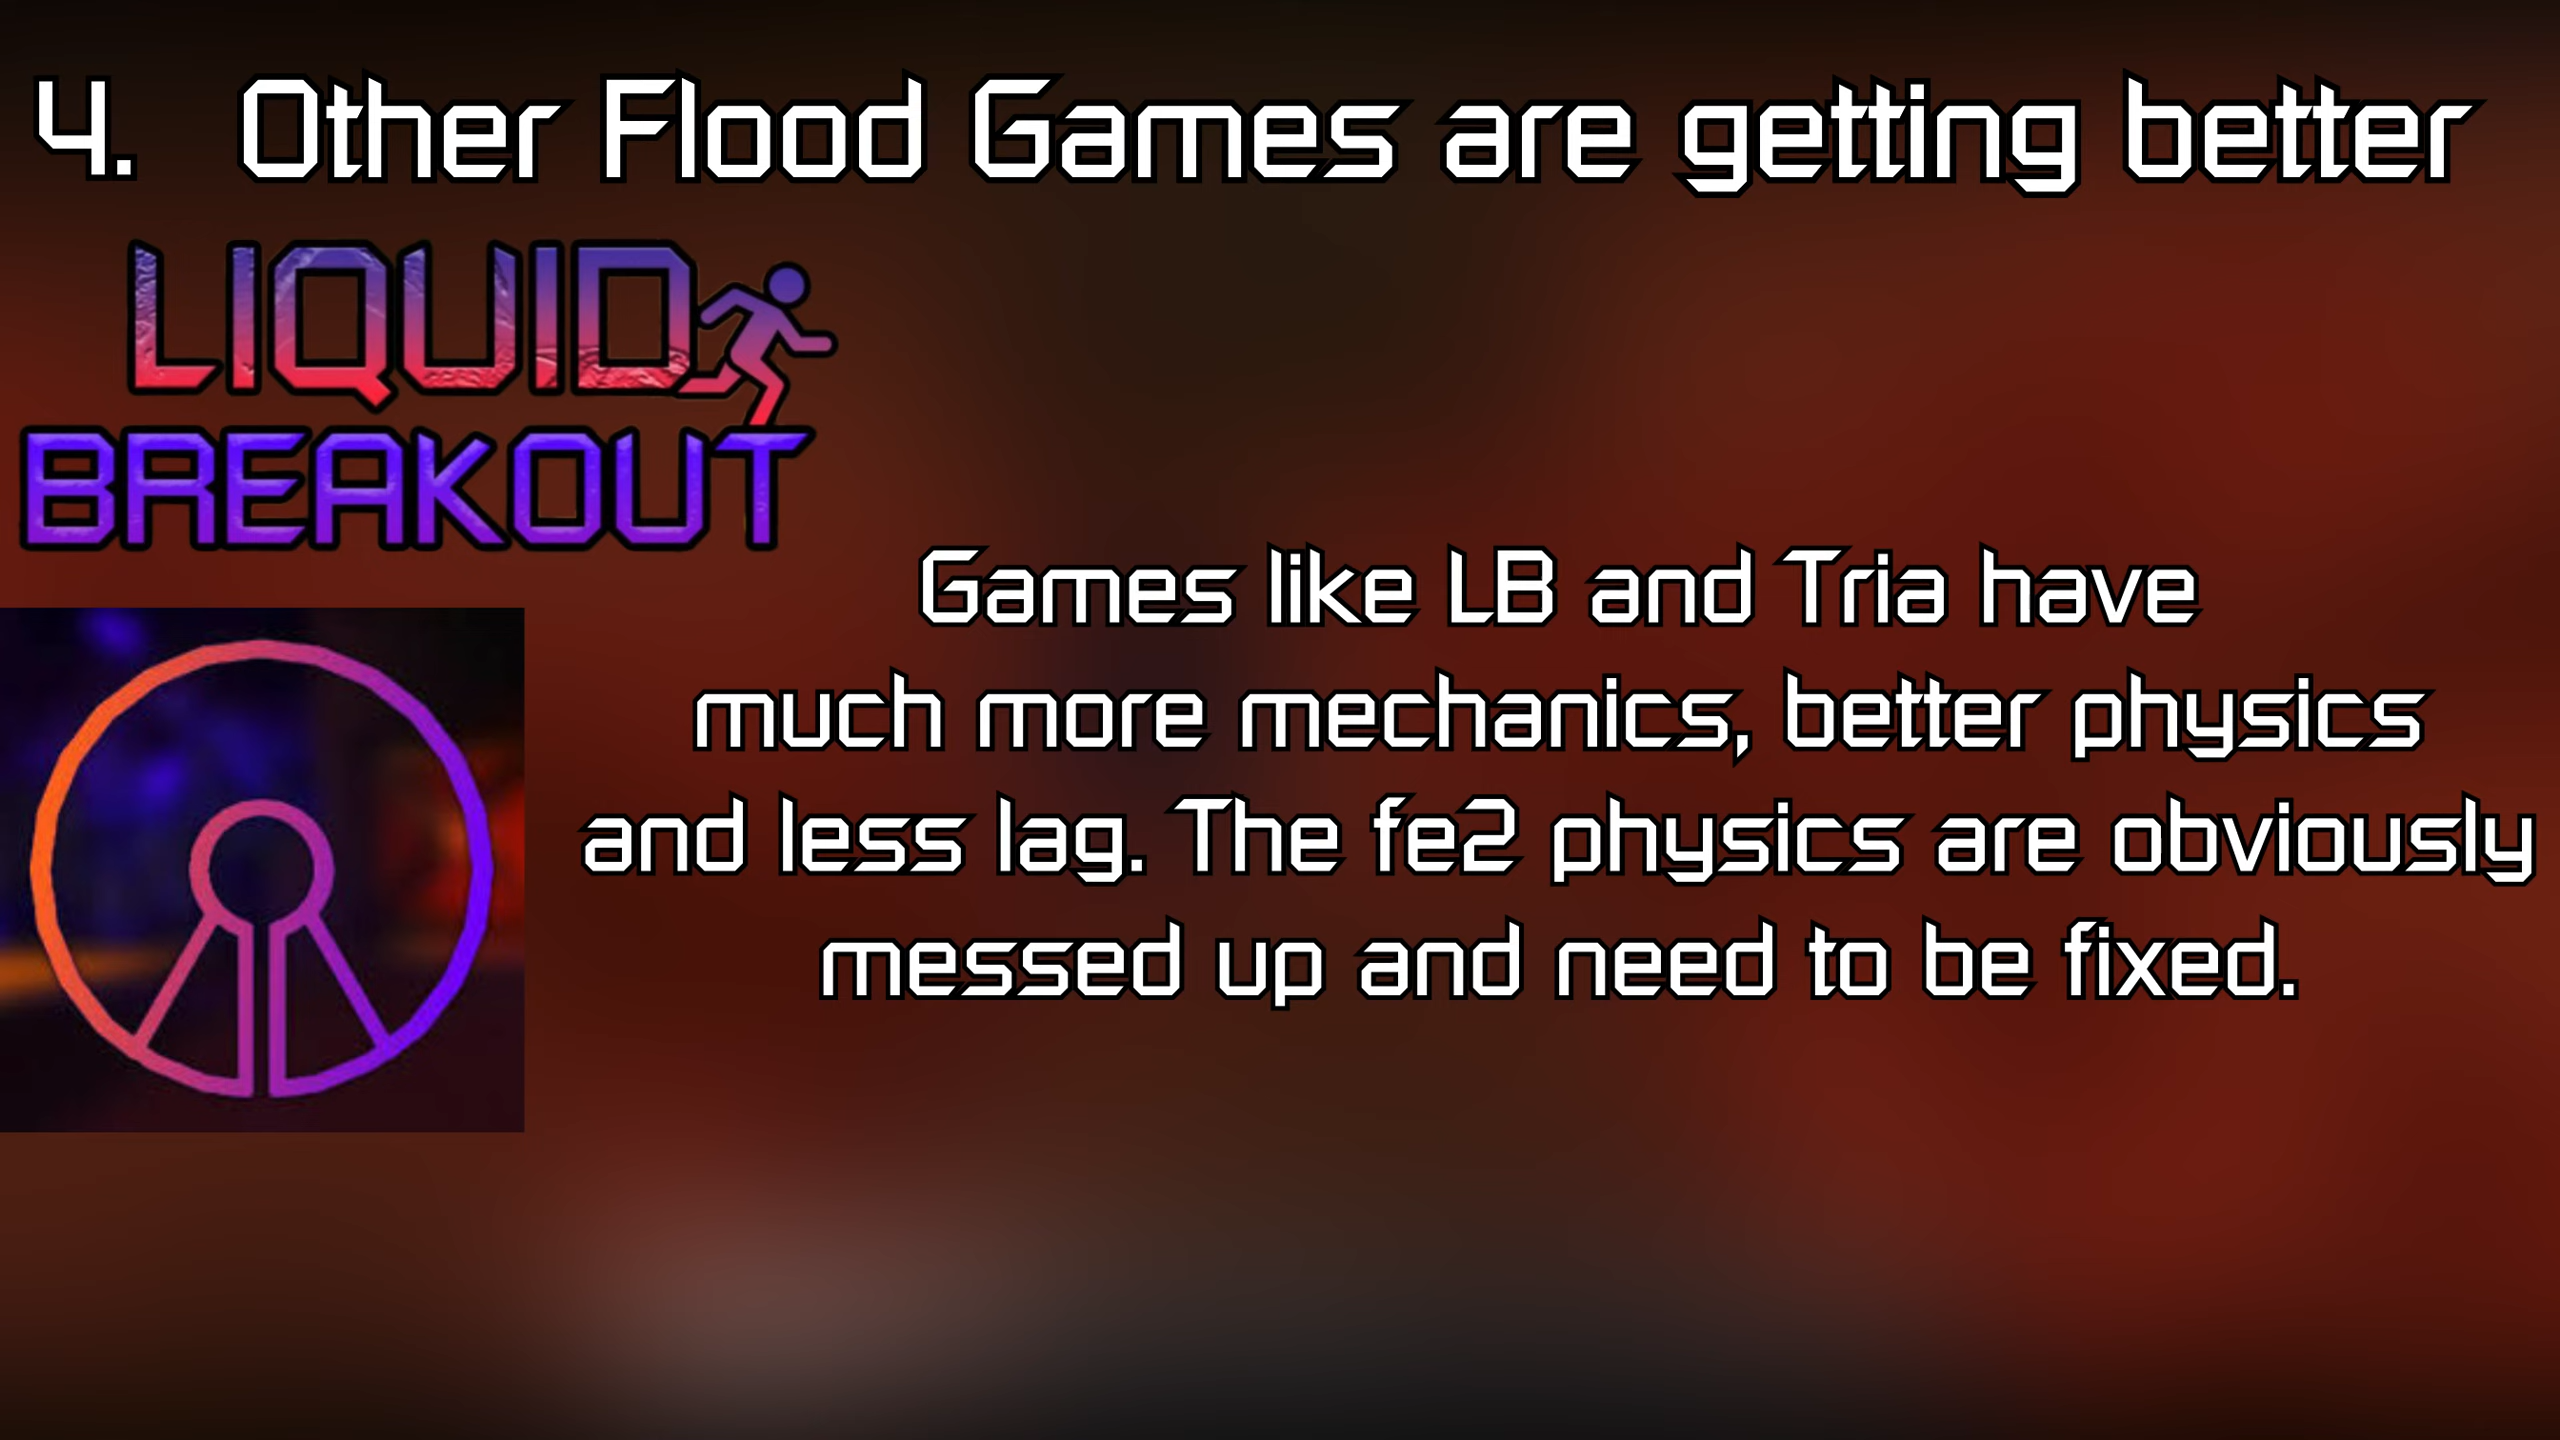 4. Other Flood Games are getting better
LIQUID
BREAKOUT
Games like LB and Tria have
much more mechanics, better physics
and less lag. The fe2 physics are obviously
messed up and need to be fixed.